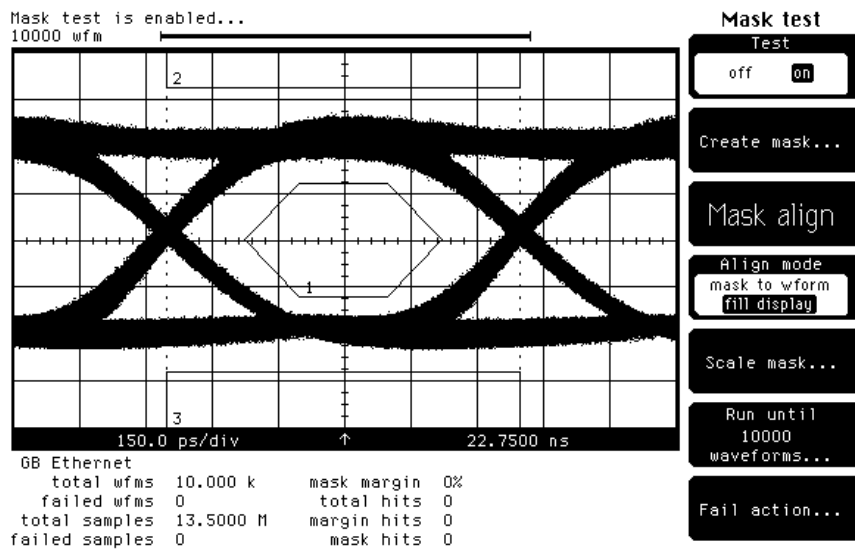 Mask test is enabled...
10000 wfm
2
1
3
150.0 ps/div
↑
22.7500 ns
GB Ethernet
total wfms 10.000 k mask margin 0%
failed wfms 0 total hits 0
total samples 13.5000 M margin hits 0
failed samples 0 mask hits 0
Mask test
Test
off on
Create mask...
Mask align
Align mode
mask to wform
fill display
Scale mask...
Run until
10000
waveforms...
Fail action...